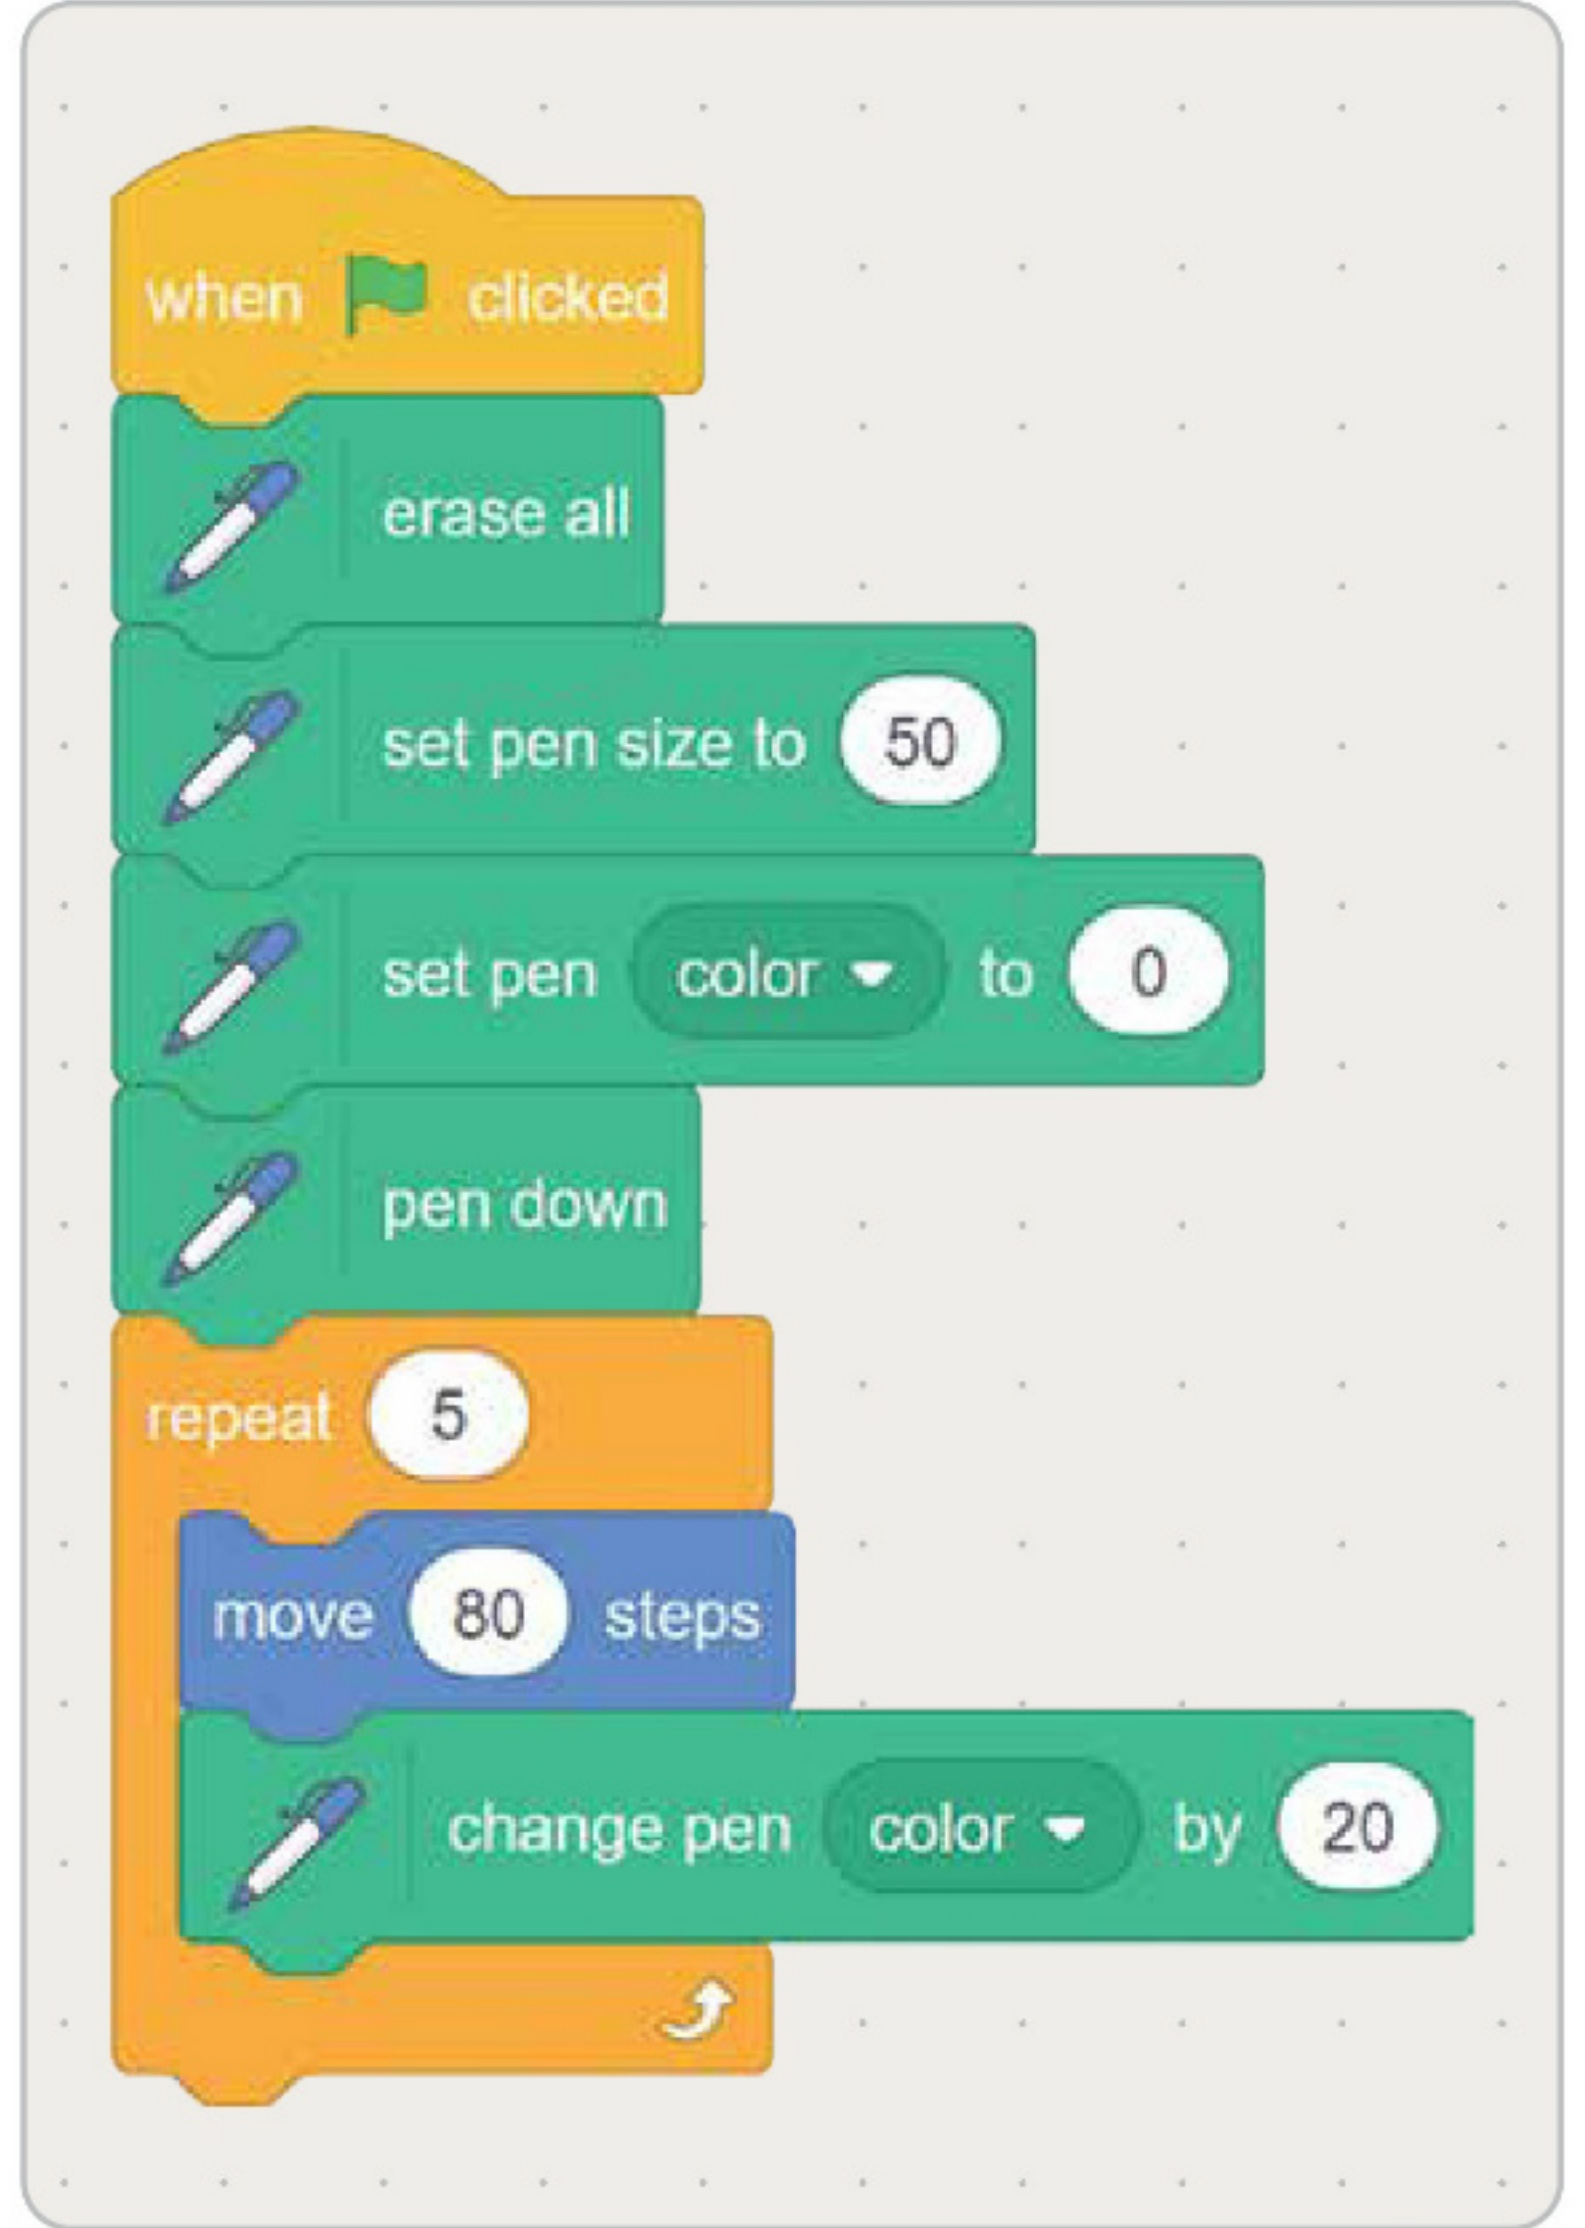 when clicked
erase all
set pen size to 50
set pen color to 0
pen down
repeat 5
move 80 steps
change pen color by 20